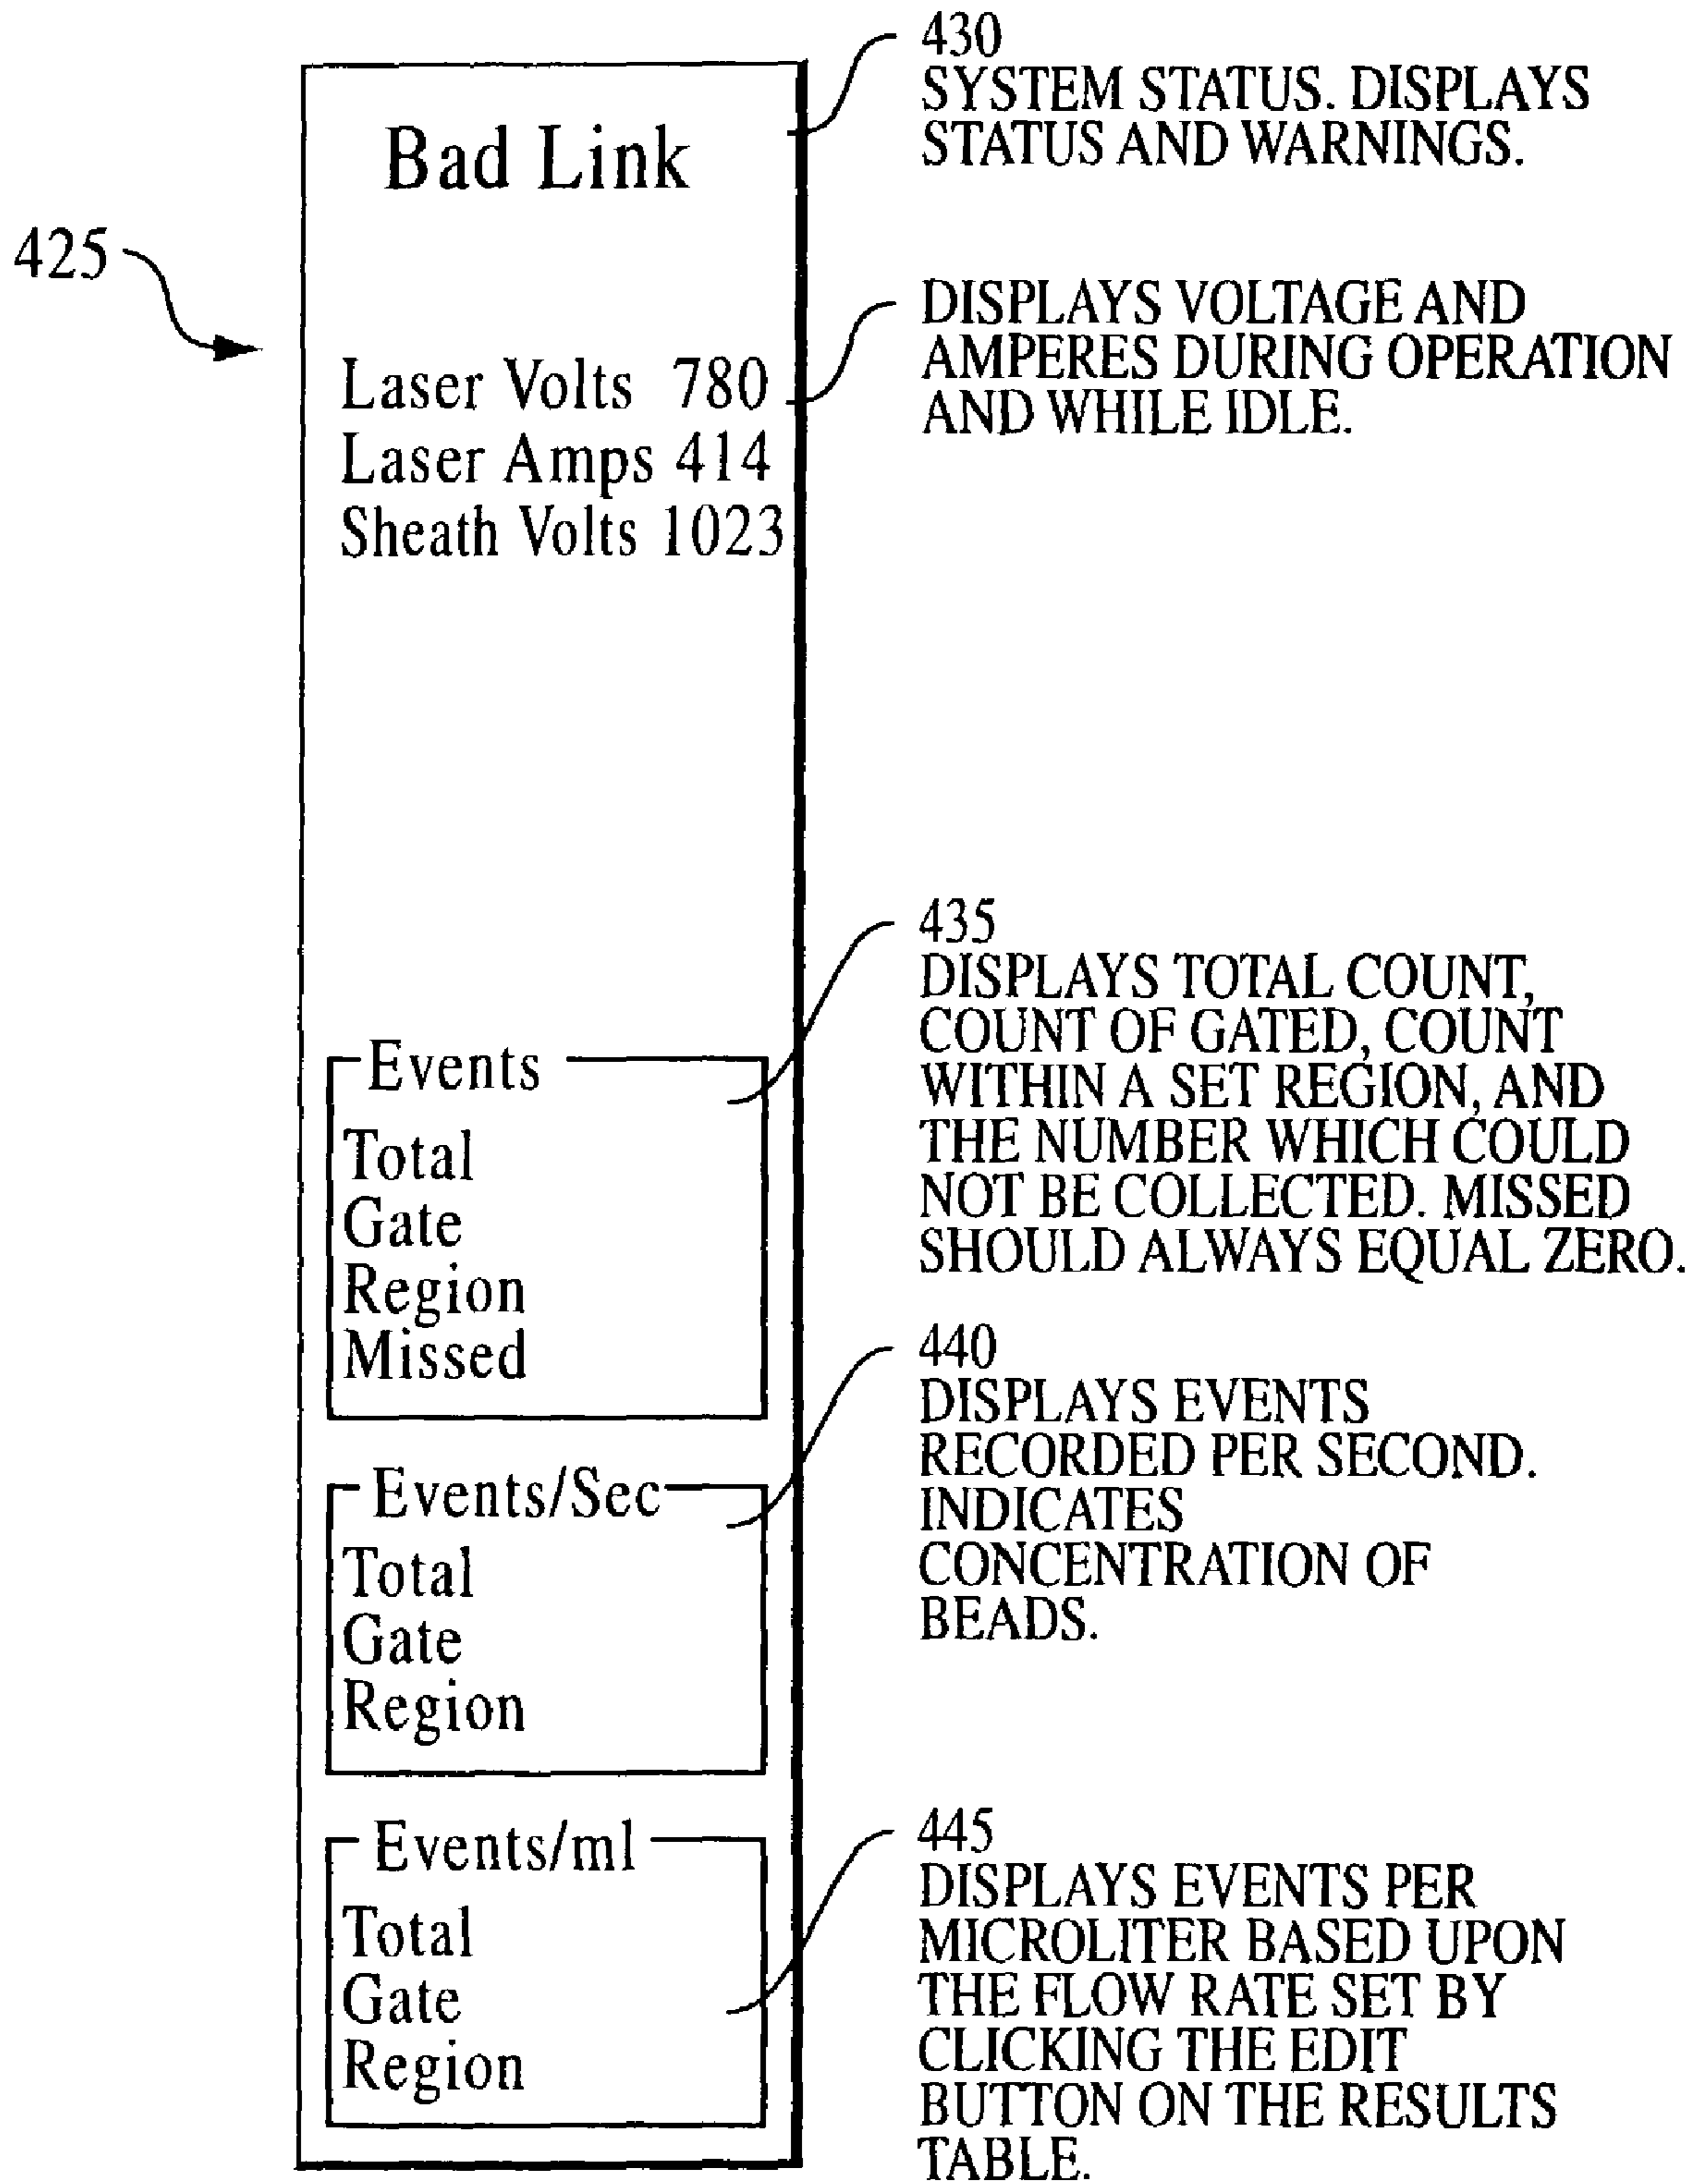 425
Bad Link
Laser Volts 780
Laser Amps 414
Sheath Volts 1023
Events
Total
Gate
Region
Missed
Events/Sec
Total
Gate
Region
Events/ml
Total
Gate
Region
430
SYSTEM STATUS. DISPLAYS
STATUS AND WARNINGS.
DISPLAYS VOLTAGE AND
AMPERES DURING OPERATION
AND WHILE IDLE.
435
DISPLAYS TOTAL COUNT,
COUNT OF GATED, COUNT
WITHIN A SET REGION, AND
THE NUMBER WHICH COULD
NOT BE COLLECTED. MISSED
SHOULD ALWAYS EQUAL ZERO.
440
DISPLAYS EVENTS
RECORDED PER SECOND.
INDICATES
CONCENTRATION OF
BEADS.
445
DISPLAYS EVENTS PER
MICROLITER BASED UPON
THE FLOW RATE SET BY
CLICKING THE EDIT
BUTTON ON THE RESULTS
TABLE.